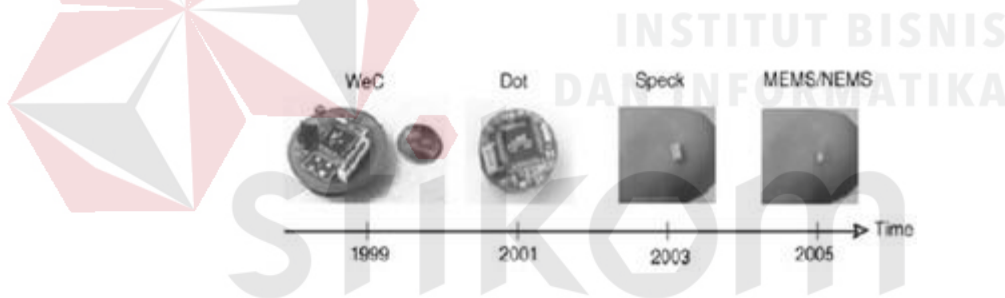 INSTITUT BISNIS
DAN INFORMATIKA
stikom
WeC Dot Speck MEMS/NEMS
Time
1999 2001 2003 2005